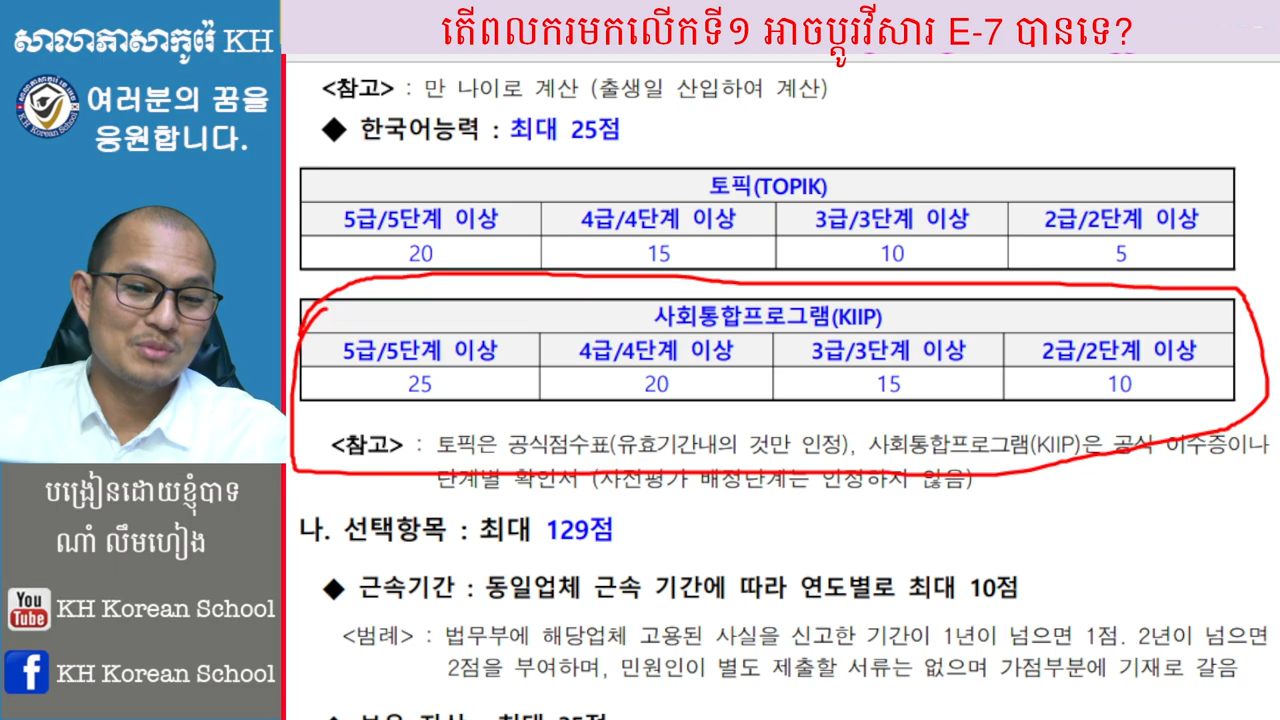 សាលាភាសាកូរ៉េ KH
여러분의 꿈을
응원합니다.
តើពលករមកលើកទី១ អាចប្តូរវីសារ E-7 បានទេ?
<참고> : 만 나이로 계산 (출생일 산입하여 계산)
◆ 한국어능력 : 최대 25점
토픽(TOPIK)
5급/5단계 이상 4급/4단계 이상 3급/3단계 이상 2급/2단계 이상
20 15 10 5
사회통합프로그램(KIIP)
5급/5단계 이상 4급/4단계 이상 3급/3단계 이상 2급/2단계 이상
25 20 15 10
<참고> : 토픽은 공식점수표(유효기간내의 것만 인정), 사회통합프로그램(KIIP)은 공식 이수증이나
단계별 확인서 (사전평가 배정단계는 인정하지 않음)
나. 선택항목 : 최대 129점
◆ 근속기간 : 동일업체 근속 기간에 따라 연도별로 최대 10점
<범례> : 법무부에 해당업체 고용된 사실을 신고한 기간이 1년이 넘으면 1점. 2년이 넘으면
2점을 부여하며, 민원인이 별도 제출할 서류는 없으며 가점부분에 기재로 갈음
បង្រៀនដោយខ្ញុំបាទ
ណាំ លឹមហៀង
You Tube KH Korean School
f KH Korean School